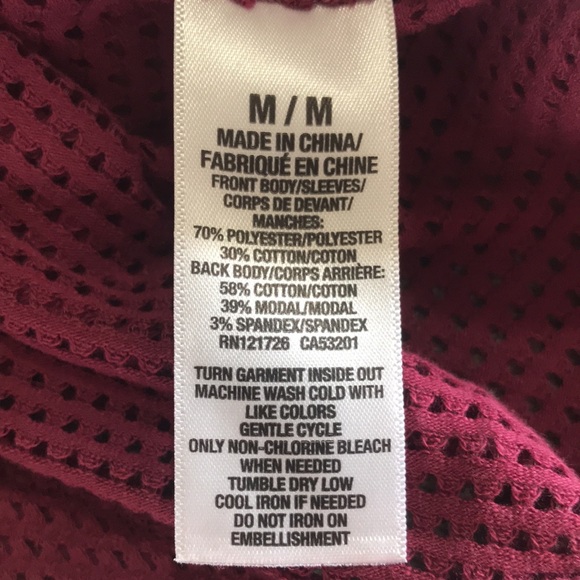 M / M
MADE IN CHINA/
FABRIQUÉ EN CHINE
FRONT BODY/SLEEVES/
CORPS DE DEVANT/
MANCHES:
70% POLYESTER/POLYESTER
30% COTTON/COTON
BACK BODY/CORPS ARRIÈRE:
58% COTTON/COTON
39% MODAL/MODAL
3% SPANDEX/SPANDEX
RN121726 CA53201
TURN GARMENT INSIDE OUT
MACHINE WASH COLD WITH
LIKE COLORS
GENTLE CYCLE
ONLY NON-CHLORINE BLEACH
WHEN NEEDED
TUMBLE DRY LOW
COOL IRON IF NEEDED
DO NOT IRON ON
EMBELLISHMENT